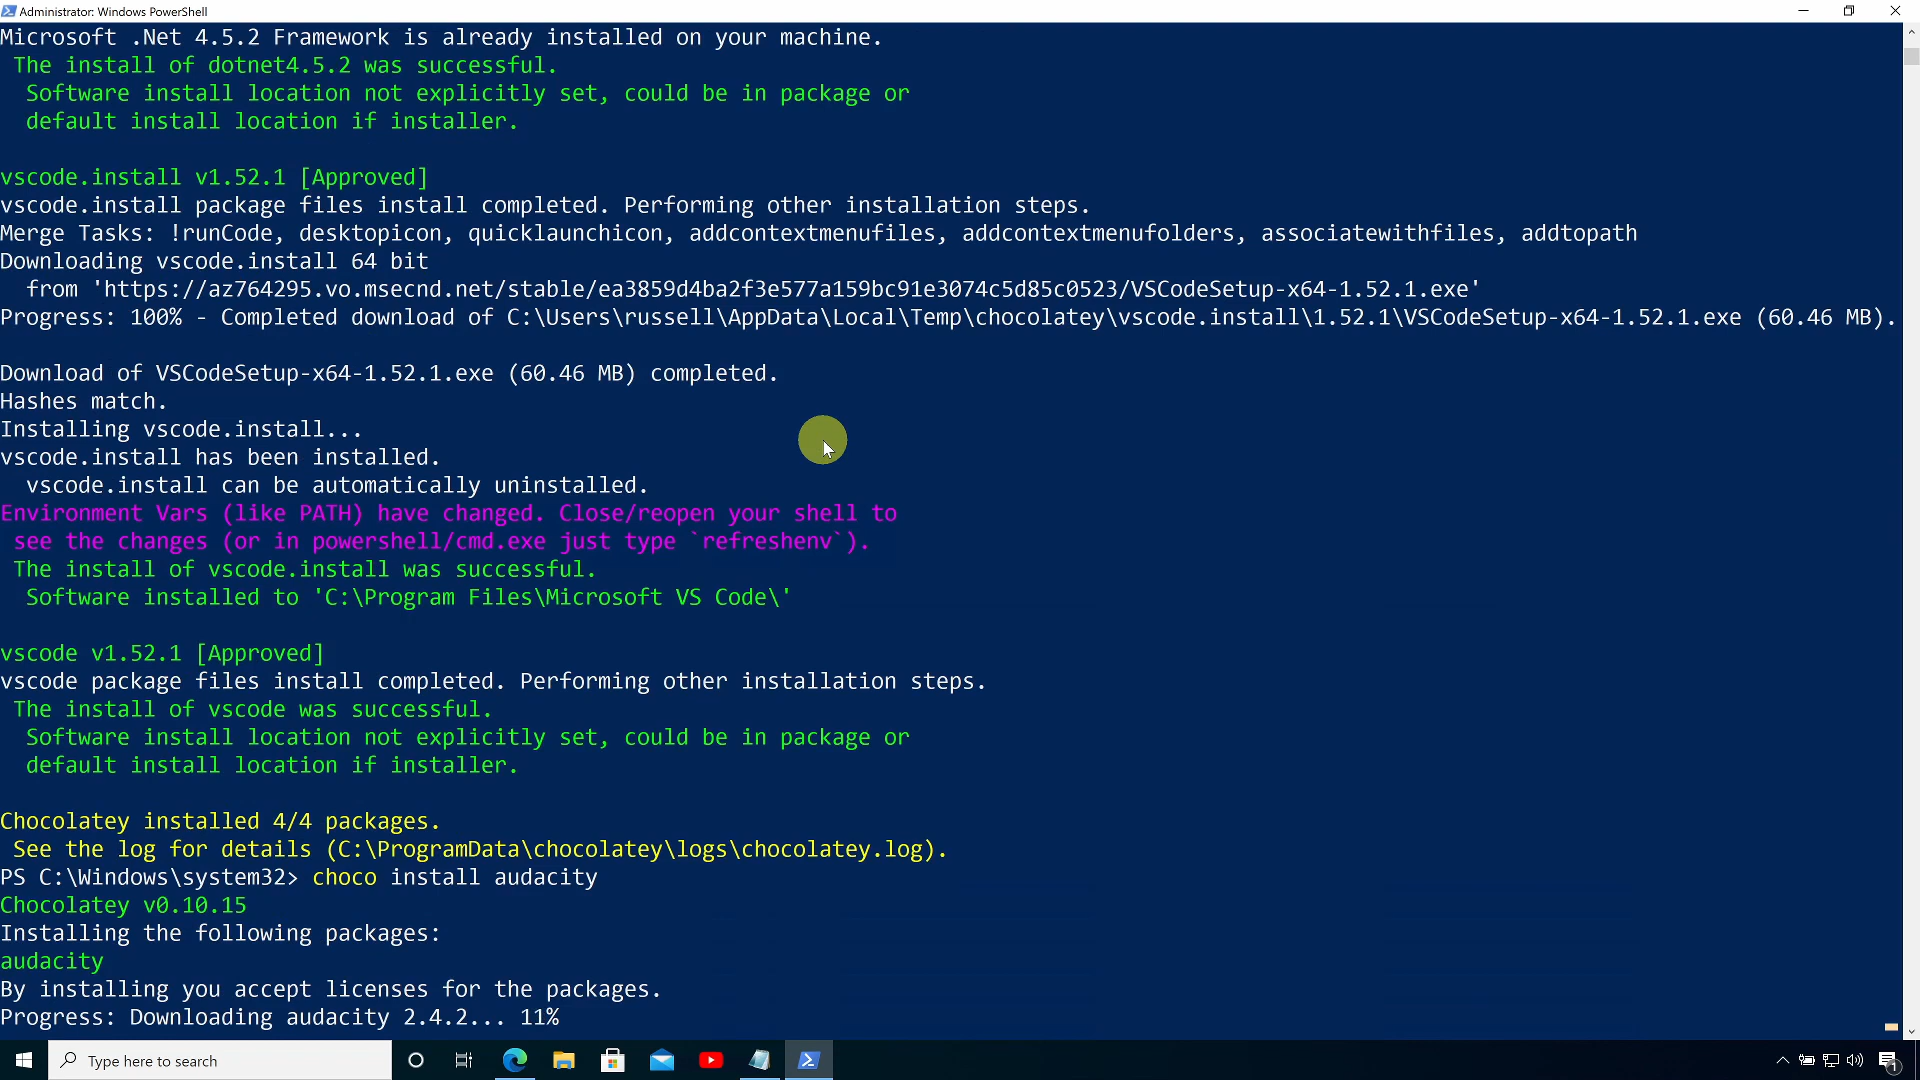 Administrator: Windows PowerShell
Microsoft .Net 4.5.2 Framework is already installed on your machine.
The install of dotnet4.5.2 was successful.
Software install location not explicitly set, could be in package or
default install location if installer.
vscode.install v1.52.1 [Approved]
vscode.install package files install completed. Performing other installation steps.
Merge Tasks: !runCode, desktopicon, quicklaunchicon, addcontextmenufiles, addcontextmenufolders, associatewithfiles, addtopath
Downloading vscode.install 64 bit
from 'https://az764295.vo.msecnd.net/stable/ea3859d4ba2f3e577a159bc91e3074c5d85c0523/VSCodeSetup-x64-1.52.1.exe'
Progress: 100% - Completed download of C:\Users\russell\AppData\Local\Temp\chocolatey\vscode.install\1.52.1\VSCodeSetup-x64-1.52.1.exe (60.46 MB).
Download of VSCodeSetup-x64-1.52.1.exe (60.46 MB) completed.
Hashes match.
Installing vscode.install...
vscode.install has been installed.
vscode.install can be automatically uninstalled.
Environment Vars (like PATH) have changed. Close/reopen your shell to
see the changes (or in powershell/cmd.exe just type `refreshenv`).
The install of vscode.install was successful.
Software installed to 'C:\Program Files\Microsoft VS Code\'
vscode v1.52.1 [Approved]
vscode package files install completed. Performing other installation steps.
The install of vscode was successful.
Software install location not explicitly set, could be in package or
default install location if installer.
Chocolatey installed 4/4 packages.
See the log for details (C:\ProgramData\chocolatey\logs\chocolatey.log).
PS C:\Windows\system32> choco install audacity
Chocolatey v0.10.15
Installing the following packages:
audacity
By installing you accept licenses for the packages.
Progress: Downloading audacity 2.4.2... 11%
Type here to search
1